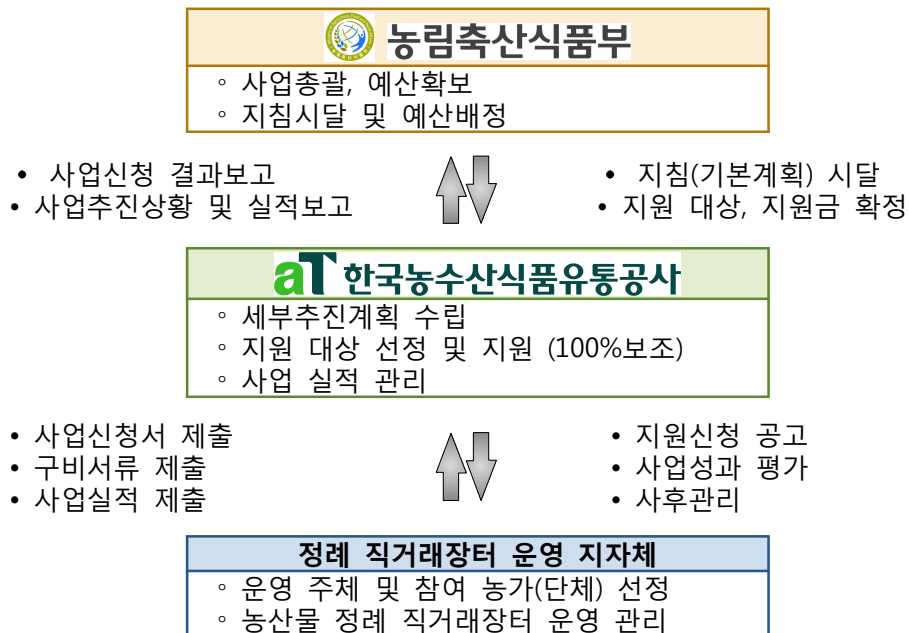 농림축산식품부
◦ 사업총괄, 예산확보
◦ 지침시달 및 예산배정
• 사업신청 결과보고
• 사업추진상황 및 실적보고
• 지침(기본계획) 시달
• 지원 대상, 지원금 확정
aT 한국농수산식품유통공사
◦ 세부추진계획 수립
◦ 지원 대상 선정 및 지원 (100%보조)
◦ 사업 실적 관리
• 사업신청서 제출
• 구비서류 제출
• 사업실적 제출
• 지원신청 공고
• 사업성과 평가
• 사후관리
정례 직거래장터 운영 지자체
◦ 운영 주체 및 참여 농가(단체) 선정
◦ 농산물 정례 직거래장터 운영 관리